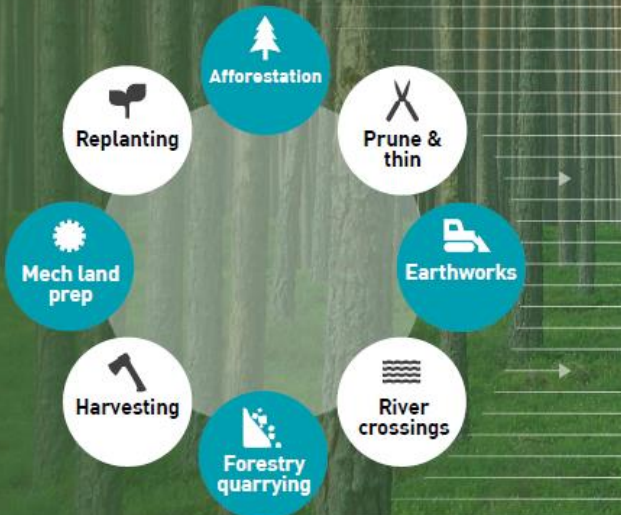 Afforestation
Prune &
thin
Earthworks
River
crossings
Forestry
quarrying
Harvesting
Mech land
prep
Replanting